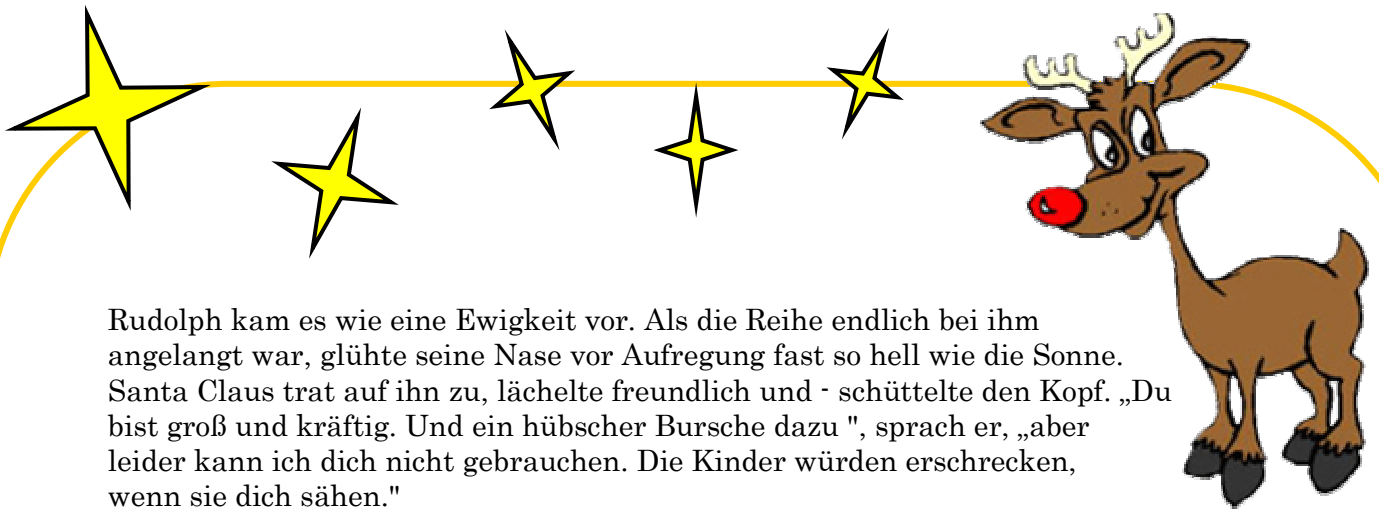 Rudolph kam es wie eine Ewigkeit vor. Als die Reihe endlich bei ihm
angelangt war, glühte seine Nase vor Aufregung fast so hell wie die Sonne.
Santa Claus trat auf ihn zu, lächelte freundlich und - schüttelte den Kopf. „Du
bist groß und kräftig. Und ein hübscher Bursche dazu ", sprach er, „aber
leider kann ich dich nicht gebrauchen. Die Kinder würden erschrecken,
wenn sie dich sähen."